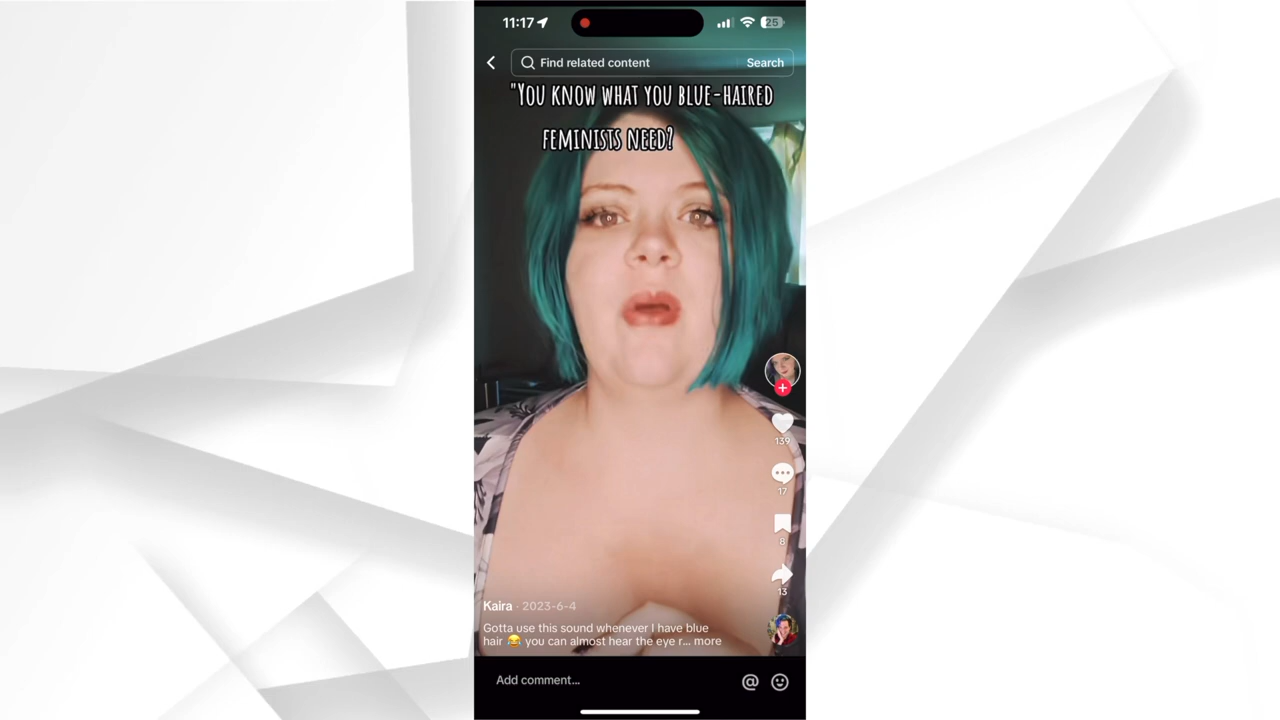 11:17
25
Find related content
Search
"You know what you blue-haired
feminists need?
139
17
8
13
Kaira · 2023-6-4
Gotta use this sound whenever I have blue
hair 😂 you can almost hear the eye r... more
Add comment...
@